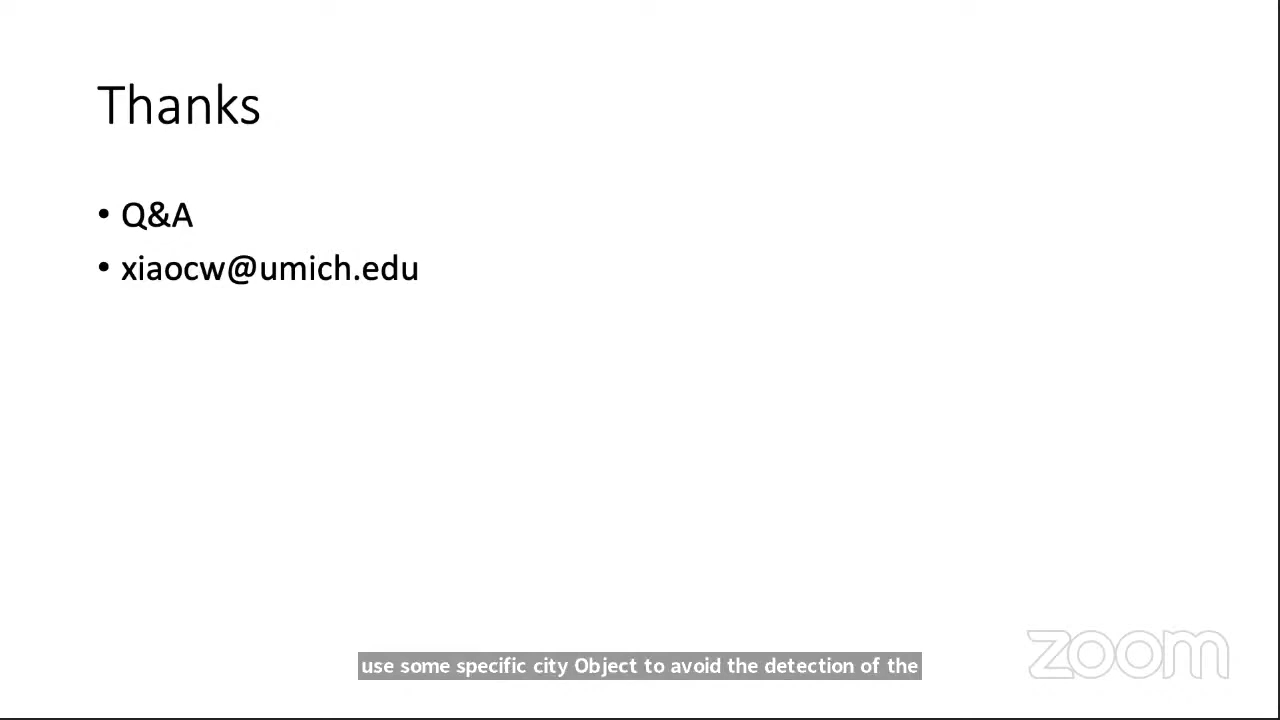 Thanks
• Q&A
• xiaocw@umich.edu
use some specific city Object to avoid the detection of the
zoom